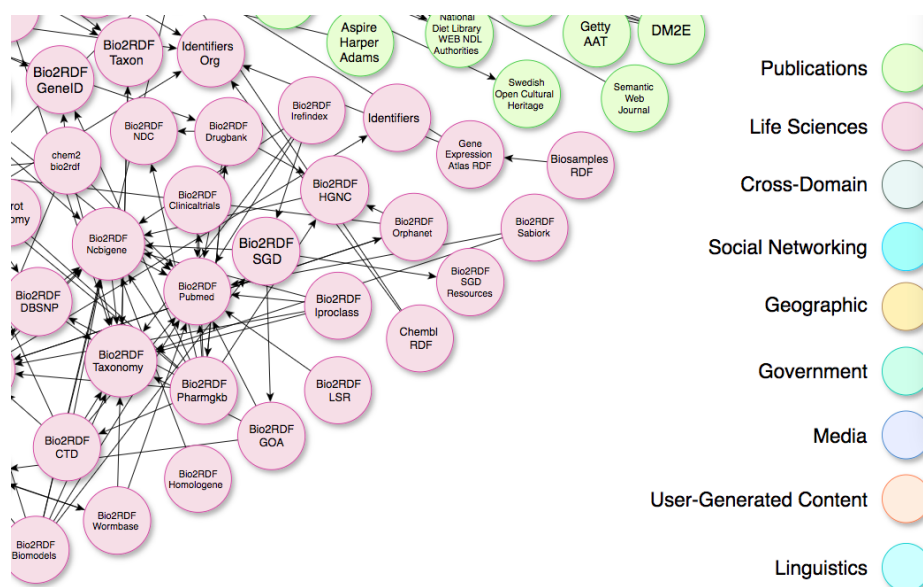 Aspire
Harper
Adams
National
Diet Library
WEB NDL
Authorities
Getty
AAT
DM2E
Bio2RDF
Taxon
Identifiers
Org
Bio2RDF
GeneID
Swedish
Open Cultural
Heritage
Semantic
Web
Journal
Publications
Bio2RDF
Irefindex
Identifiers
Bio2RDF
NDC
Bio2RDF
Drugbank
Life Sciences
Gene
Expression
Atlas RDF
Biosamples
RDF
chem2
bio2rdf
Bio2RDF
Clinicaltrials
Bio2RDF
HGNC
Cross-Domain
rot
omy
Bio2RDF
Ncbigene
Bio2RDF
SGD
Bio2RDF
Orphanet
Bio2RDF
Sabiork
Social Networking
Bio2RDF
Pubmed
Bio2RDF
SGD
Resources
Bio2RDF
DBSNP
Bio2RDF
Iproclass
Geographic
Chembl
RDF
Bio2RDF
Taxonomy
Government
Bio2RDF
Pharmgkb
Bio2RDF
LSR
Bio2RDF
GOA
Media
Bio2RDF
CTD
Bio2RDF
Homologene
User-Generated Content
Bio2RDF
Wormbase
Bio2RDF
Biomodels
Linguistics